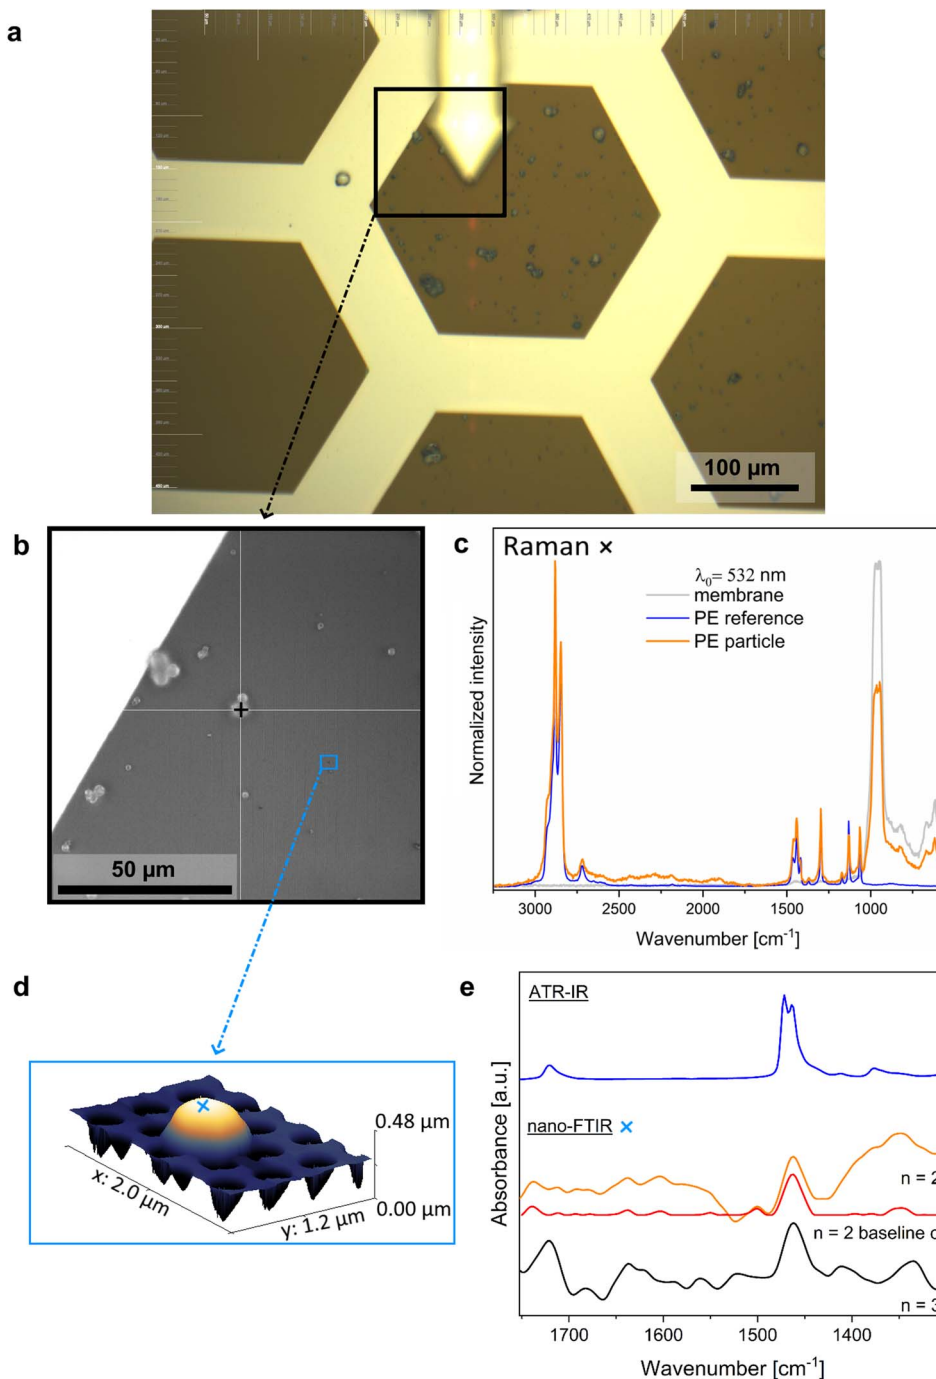 a
100 µm
b
50 µm
c
Raman ×
λ₀= 532 nm
membrane
PE reference
PE particle
Normalized intensity
3000 2500 2000 1500 1000
Wavenumber [cm⁻¹]
d
0.48 µm
0.00 µm
x: 2.0 µm
y: 1.2 µm
e
ATR-IR
nano-FTIR ×
n = 2
n = 2 baseline
n = 3
Absorbance [a.u.]
1700 1600 1500 1400
Wavenumber [cm⁻¹]